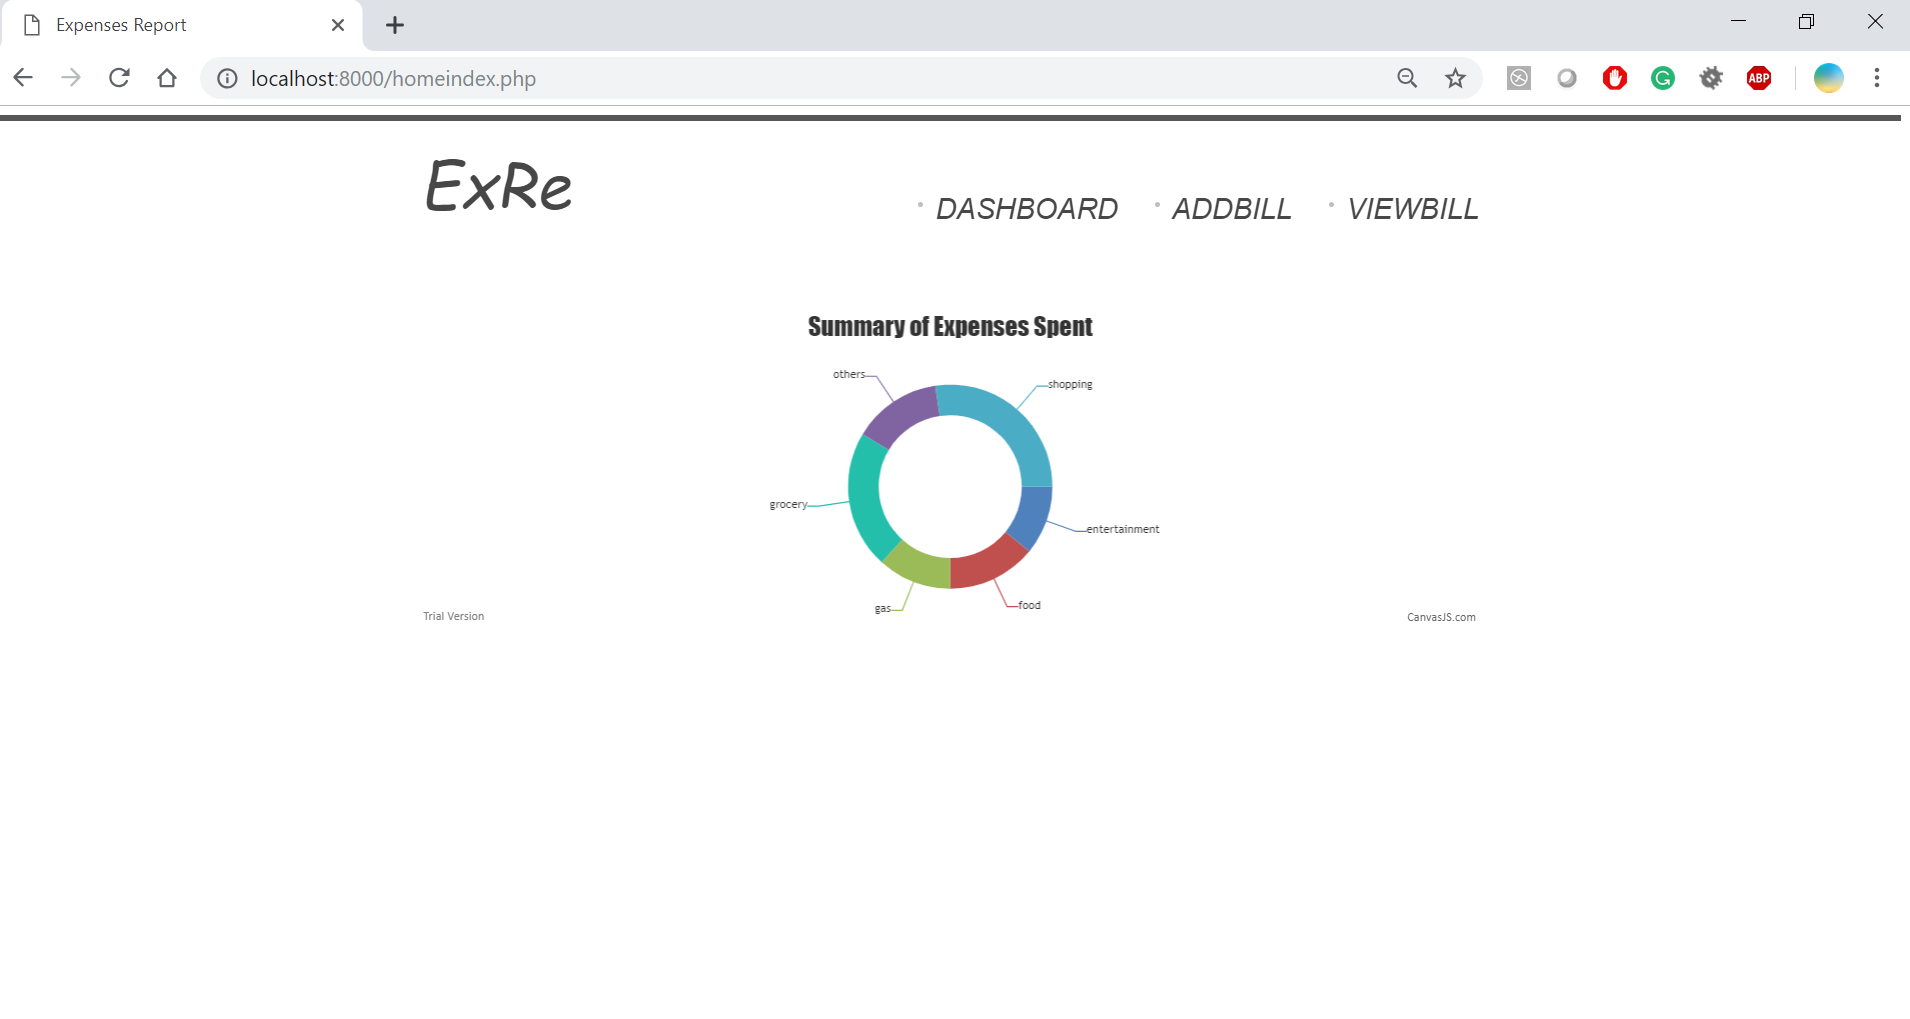 Expenses Report
localhost:8000/homeindex.php
ABP
ExRe
DASHBOARD
ADDBILL
VIEWBILL
Summary of Expenses Spent
others
shopping
grocery
entertainment
gas
food
Trial Version
CanvasJS.com